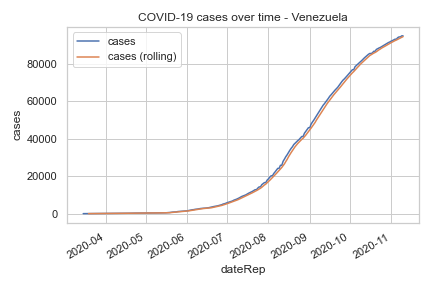 COVID-19 cases over time - Venezuela
cases
cases (rolling)
cases
80000
60000
40000
20000
0
2020-04
2020-05
2020-06
2020-07
2020-08
2020-09
2020-10
2020-11
dateRep